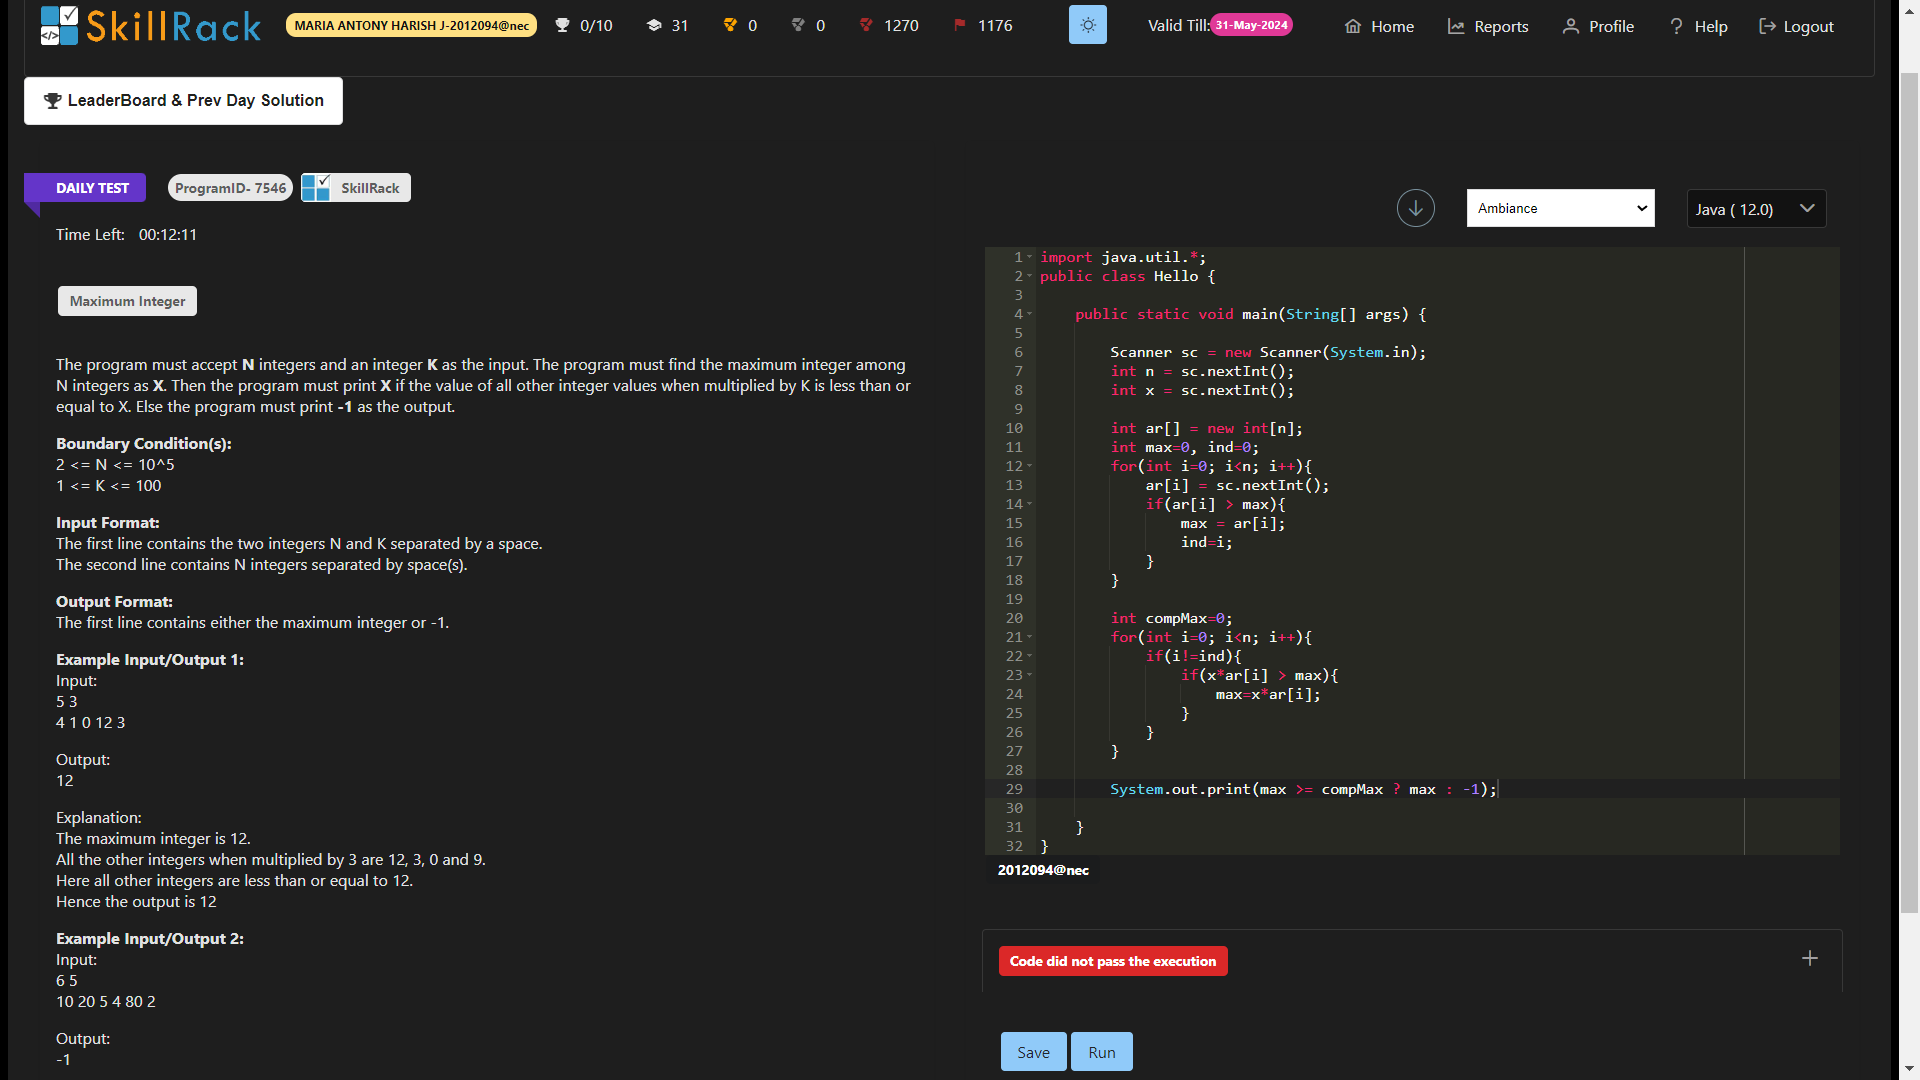 SkillRack
MARIA ANTONY HARISH J-2012094@nec
0/10
31
0
0
1270
1176
Valid Till: 31-May-2024
Home
Reports
Profile
Help
Logout
LeaderBoard & Prev Day Solution
DAILY TEST
ProgramID- 7546
SkillRack
Time Left: 00:12:11
Maximum Integer
The program must accept N integers and an integer K as the input. The program must find the maximum integer among
N integers as X. Then the program must print X if the value of all other integer values when multiplied by K is less than or
equal to X. Else the program must print -1 as the output.
Boundary Condition(s):
2 <= N <= 10^5
1 <= K <= 100
Input Format:
The first line contains the two integers N and K separated by a space.
The second line contains N integers separated by space(s).
Output Format:
The first line contains either the maximum integer or -1.
Example Input/Output 1:
Input:
5 3
4 1 0 12 3
Output:
12
Explanation:
The maximum integer is 12.
All the other integers when multiplied by 3 are 12, 3, 0 and 9.
Here all other integers are less than or equal to 12.
Hence the output is 12
Example Input/Output 2:
Input:
6 5
10 20 5 4 80 2
Output:
-1
Ambiance
Java ( 12.0)
1 import java.util.*;
2 public class Hello {
3
4     public static void main(String[] args) {
5
6         Scanner sc = new Scanner(System.in);
7         int n = sc.nextInt();
8         int x = sc.nextInt();
9
10         int ar[] = new int[n];
11         int max=0, ind=0;
12         for(int i=0; i<n; i++){
13             ar[i] = sc.nextInt();
14             if(ar[i] > max){
15                 max = ar[i];
16                 ind=i;
17             }
18         }
19
20         int compMax=0;
21         for(int i=0; i<n; i++){
22             if(i!=ind){
23                 if(x*ar[i] > max){
24                     max=x*ar[i];
25                 }
26             }
27         }
28
29         System.out.print(max >= compMax ? max : -1);
30
31     }
32 }
2012094@nec
Code did not pass the execution
Save
Run